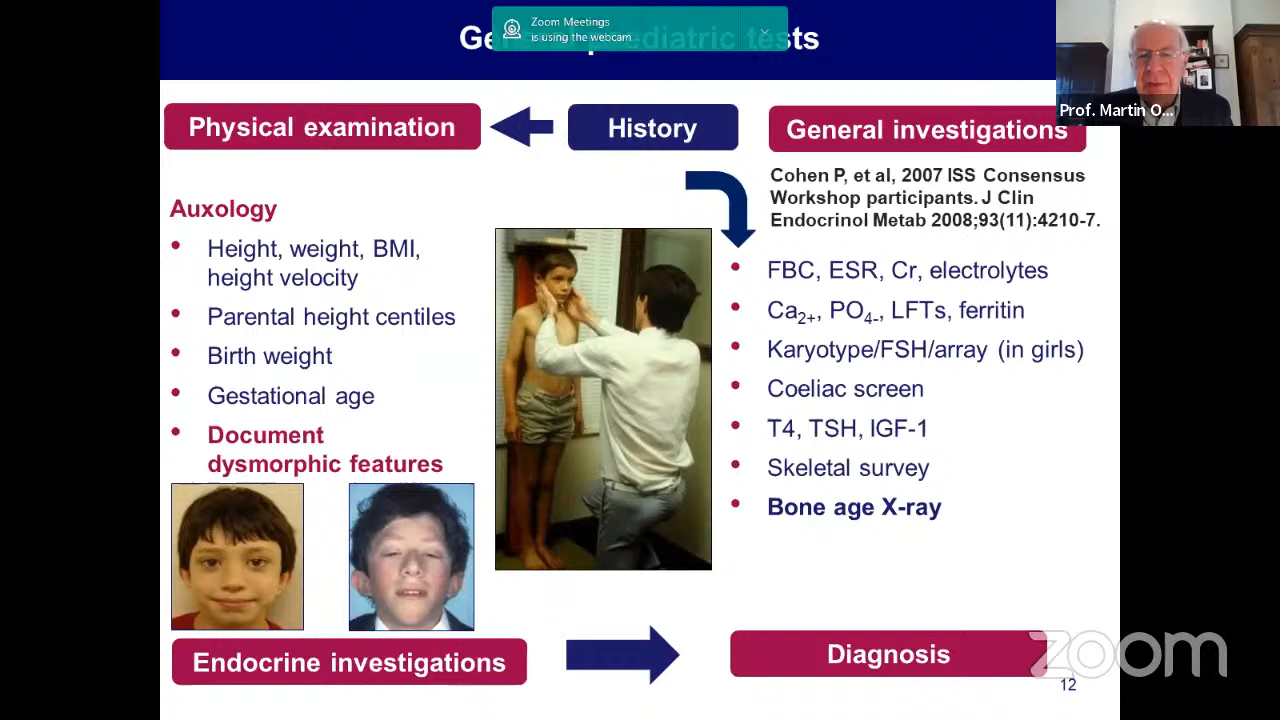 Zoom Meetings
is using the webcam
tests
Prof. Martin O...
Physical examination
History
General investigations
Cohen P, et al, 2007 ISS Consensus
Workshop participants. J Clin
Endocrinol Metab 2008;93(11):4210-7.
Auxology
• Height, weight, BMI,
height velocity
• Parental height centiles
• Birth weight
• Gestational age
• Document
dysmorphic features
• FBC, ESR, Cr, electrolytes
• Ca2+, PO4-, LFTs, ferritin
• Karyotype/FSH/array (in girls)
• Coeliac screen
• T4, TSH, IGF-1
• Skeletal survey
• Bone age X-ray
Endocrine investigations
Diagnosis
zoom
12